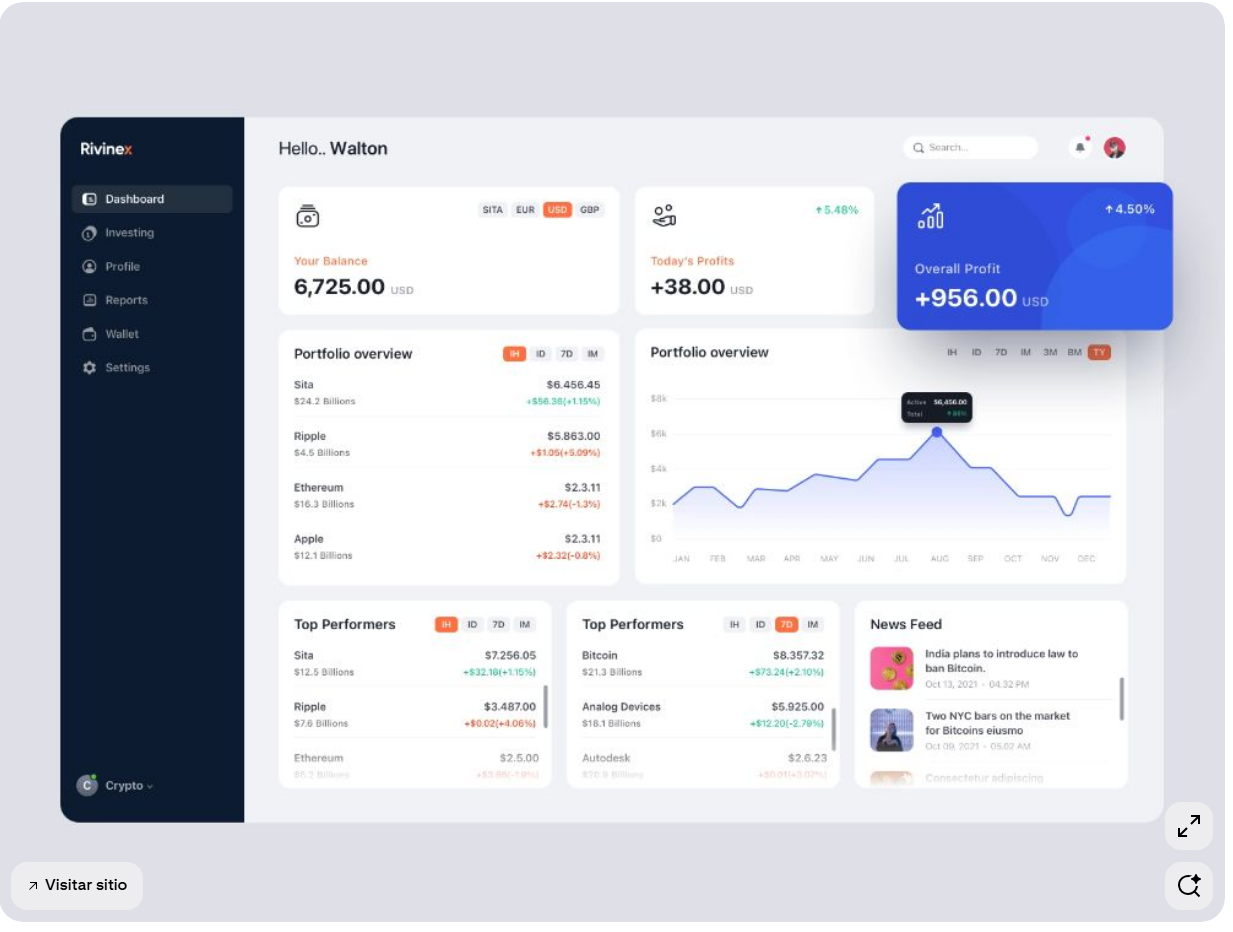 Rivinex
Dashboard
Investing
Profile
Reports
Wallet
Settings
Crypto
Hello.. Walton
Search...
SITA EUR USD GBP
Your Balance
6,725.00 USD
5.48%
Today's Profits
+38.00 USD
4.50%
Overall Profit
+956.00 USD
Portfolio overview
IH ID 7D IM
Sita $6.456.45
$24.2 Billions +$56.36(+1.15%)
Ripple $5.863.00
$4.5 Billions +$1.05(+5.09%)
Ethereum $2.3.11
$16.3 Billions +$2.74(-1.3%)
Apple $2.3.11
$12.1 Billions +$2.32(-0.8%)
Portfolio overview
IH ID 7D IM 3M 8M TY
Active $6,456.00
Total
$8k
$6k
$4k
$2k
$0
JAN FEB MAR APR MAY JUN JUL AUG SEP OCT NOV DEC
Top Performers
IH ID 7D IM
Sita $7.256.05
$12.5 Billions +$32.18(+1.15%)
Ripple $3.487.00
$7.6 Billions +$0.02(+4.06%)
Ethereum $2.5.00
Billions
Top Performers
IH ID 7D IM
Bitcoin $8.357.32
$21.3 Billions +$73.24(+2.10%)
Analog Devices $5.925.00
$18.1 Billions +$12.20(-2.79%)
Autodesk $2.6.23
Billions
News Feed
India plans to introduce law to
ban Bitcoin.
Oct 13, 2021 - 04.32 PM
Two NYC bars on the market
for Bitcoins eiusmo
Oct 09, 2021 - 05.02 AM
Consectetur adipiscing
Visitar sitio